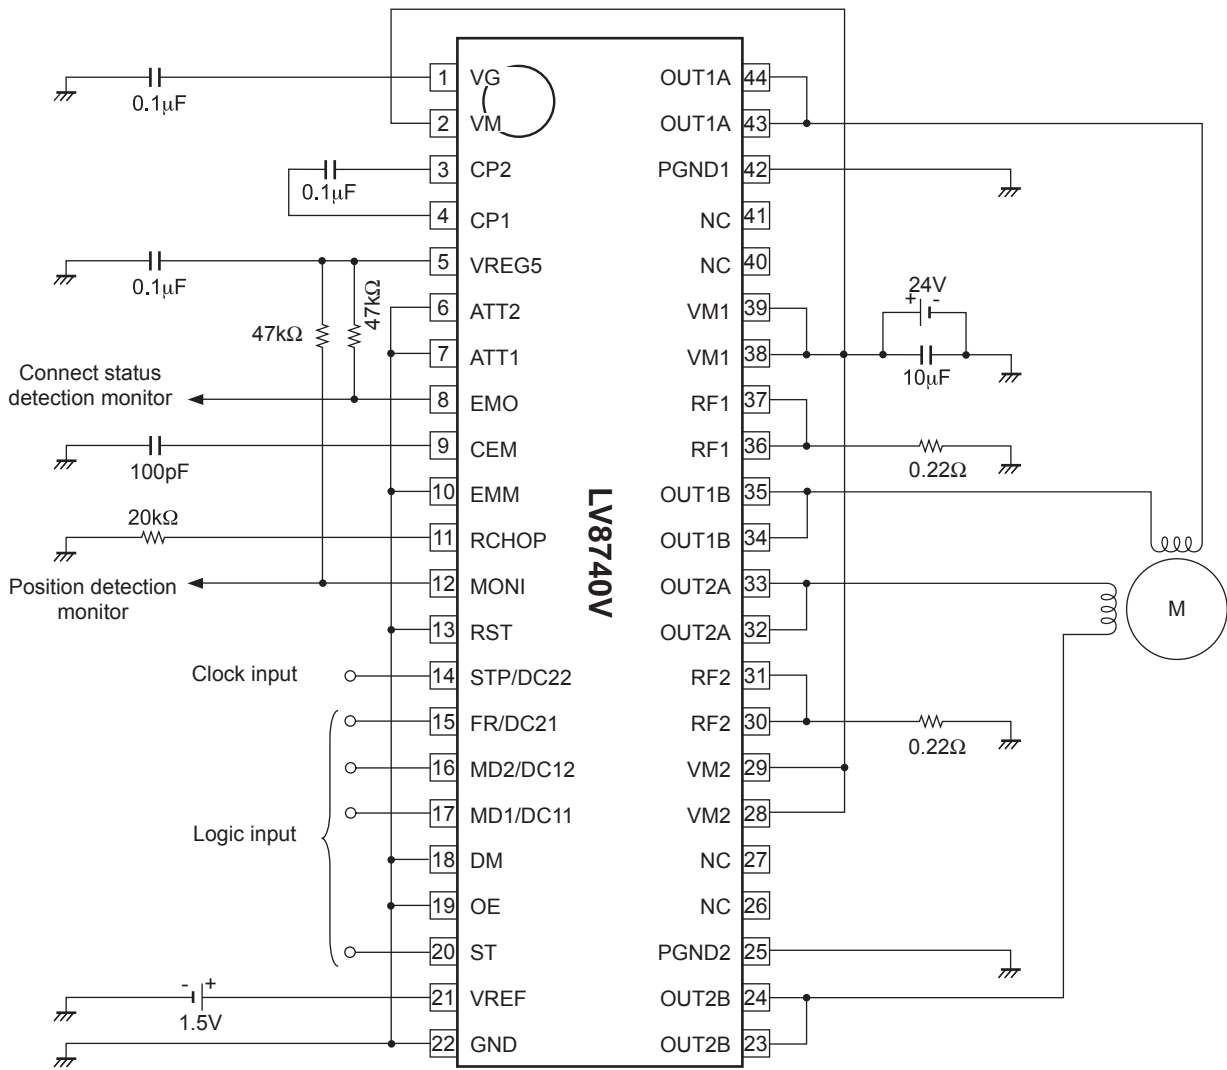 1 VG
2 VM
3 CP2
4 CP1
5 VREG5
6 ATT2
7 ATT1
8 EMO
9 CEM
10 EMM
11 RCHOP
12 MONI
13 RST
14 STP/DC22
15 FR/DC21
16 MD2/DC12
17 MD1/DC11
18 DM
19 OE
20 ST
21 VREF
22 GND
0.1μF
0.1μF
0.1μF
47kΩ
47kΩ
Connect status
detection monitor
100pF
20kΩ
Position detection
monitor
Clock input
Logic input
- +
1.5V
LV8740V
OUT1A 44
OUT1A 43
PGND1 42
NC 41
NC 40
VM1 39
VM1 38
RF1 37
RF1 36
OUT1B 35
OUT1B 34
OUT2A 33
OUT2A 32
RF2 31
RF2 30
VM2 29
VM2 28
NC 27
NC 26
PGND2 25
OUT2B 24
OUT2B 23
24V
+ -
10μF
0.22Ω
M
0.22Ω